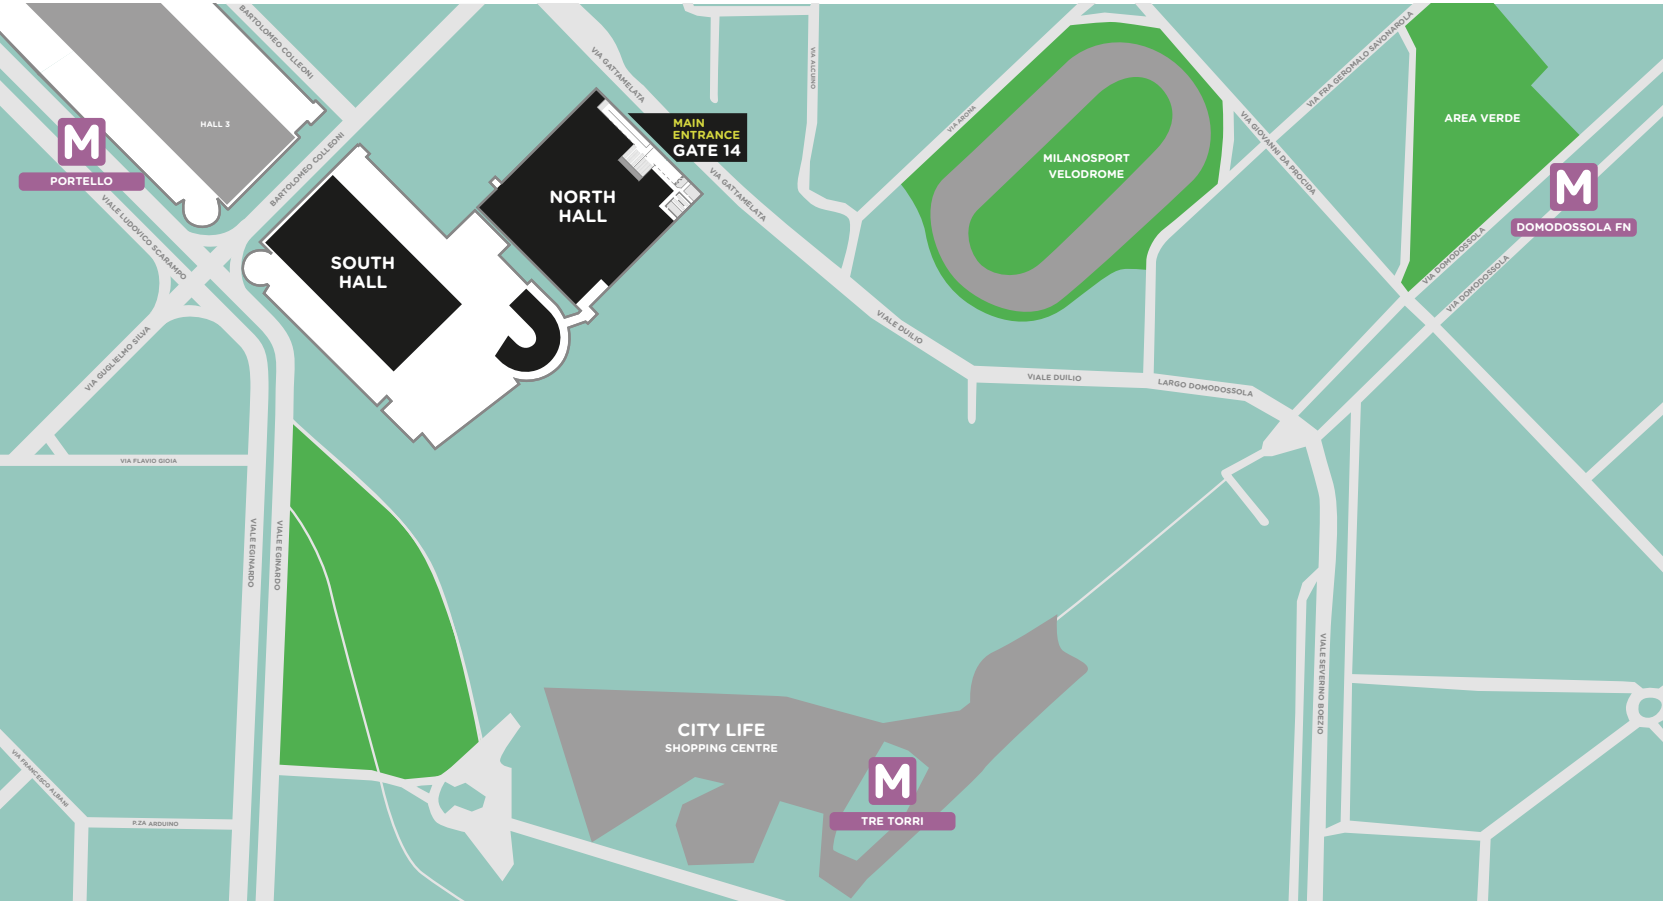 BARTOLOMEO COLLEONI
VIA GATTAMELATA
VIA ALCUINO
VIA ARONA
VIA FRA GEROMALO SAVONAROLA
HALL 3
M
PORTELLO
BARTOLOMEO COLLEONI
MAIN
ENTRANCE
GATE 14
VIA GATTAMELATA
MILANOSPORT
VELODROME
VIA GIOVANNI DA PROCIDA
AREA VERDE
M
DOMODOSSOLA FN
VIALE LUDOVICO SCARAMPO
NORTH
HALL
SOUTH
HALL
VIA DOMODOSSOLA
VIA DOMODOSSOLA
VIA GUGLIELMO SILVA
VIALE DUILIO
VIALE DUILIO
LARGO DOMODOSSOLA
VIA FLAVIO GIOIA
VIALE EGINARDO
VIALE EGINARDO
VIALE SEVERINO BOEZIO
CITY LIFE
SHOPPING CENTRE
M
TRE TORRI
VIA FRANCESCO ALBANI
P.ZA ARDUINO